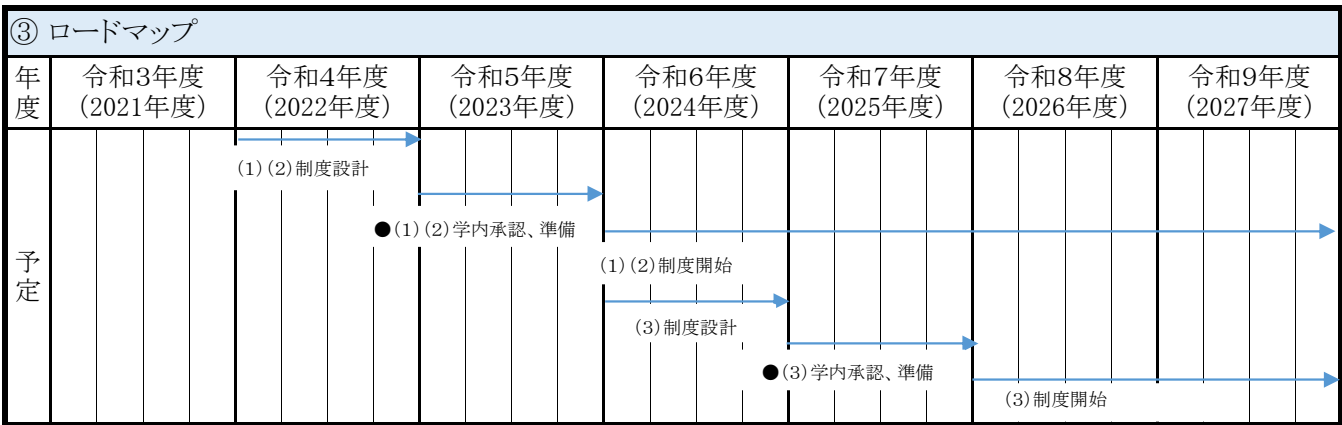 ③ ロードマップ
年度
令和3年度
(2021年度)
令和4年度
(2022年度)
令和5年度
(2023年度)
令和6年度
(2024年度)
令和7年度
(2025年度)
令和8年度
(2026年度)
令和9年度
(2027年度)
予定
(1)(2)制度設計
●(1)(2)学内承認、準備
(1)(2)制度開始
(3)制度設計
●(3)学内承認、準備
(3)制度開始